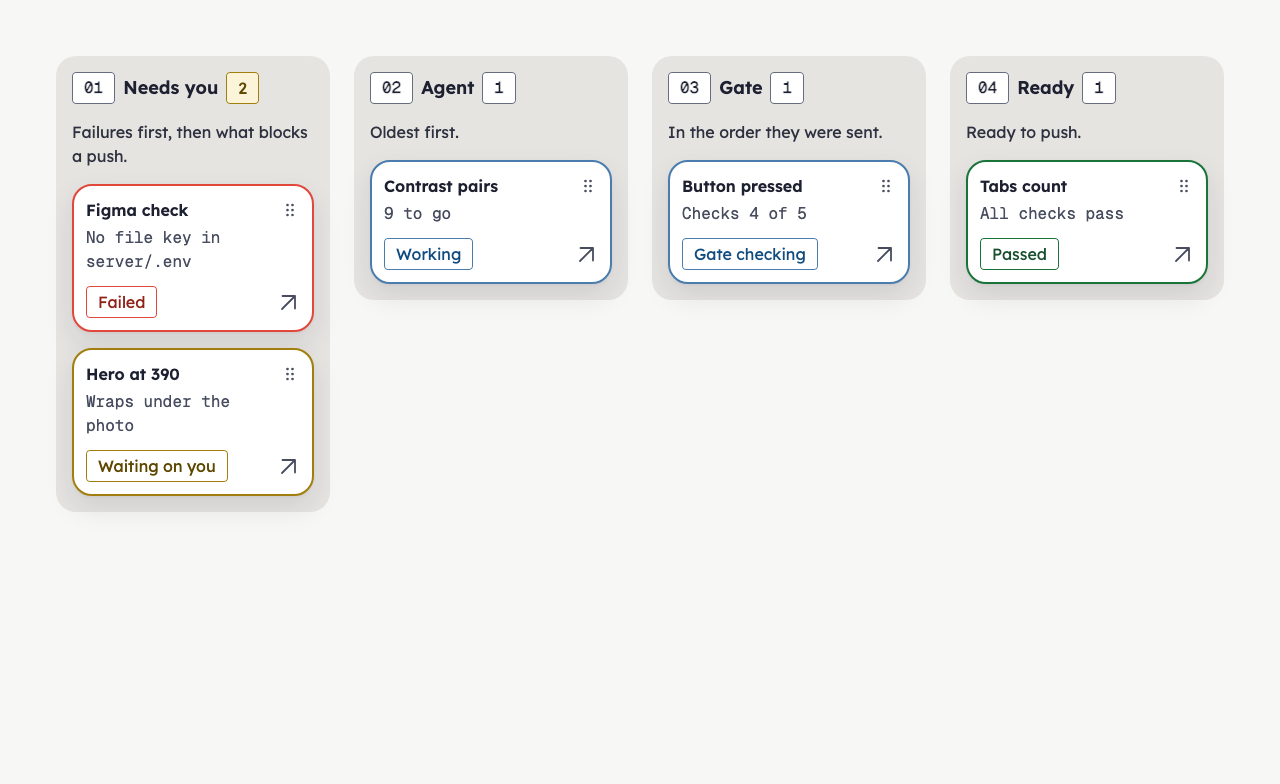 01 Needs you 2
Failures first, then what blocks
a push.
Figma check
No file key in
server/.env
Failed
Hero at 390
Wraps under the
photo
Waiting on you
02 Agent 1
Oldest first.
Contrast pairs
9 to go
Working
03 Gate 1
In the order they were sent.
Button pressed
Checks 4 of 5
Gate checking
04 Ready 1
Ready to push.
Tabs count
All checks pass
Passed